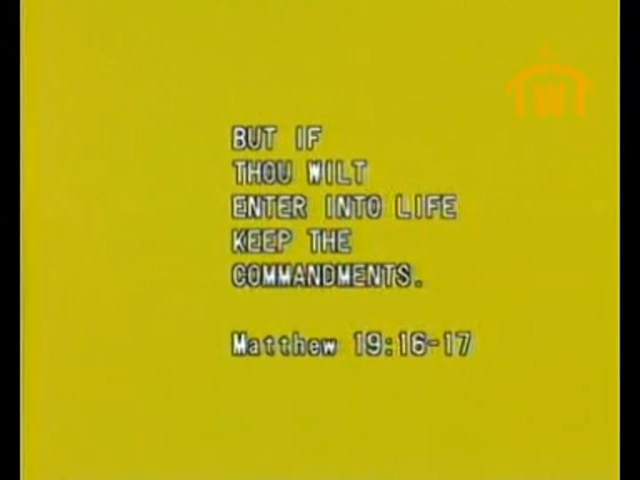 W
BUT IF
THOU WILT
ENTER INTO LIFE
KEEP THE
COMMANDMENTS.
Matthew 19:16-17